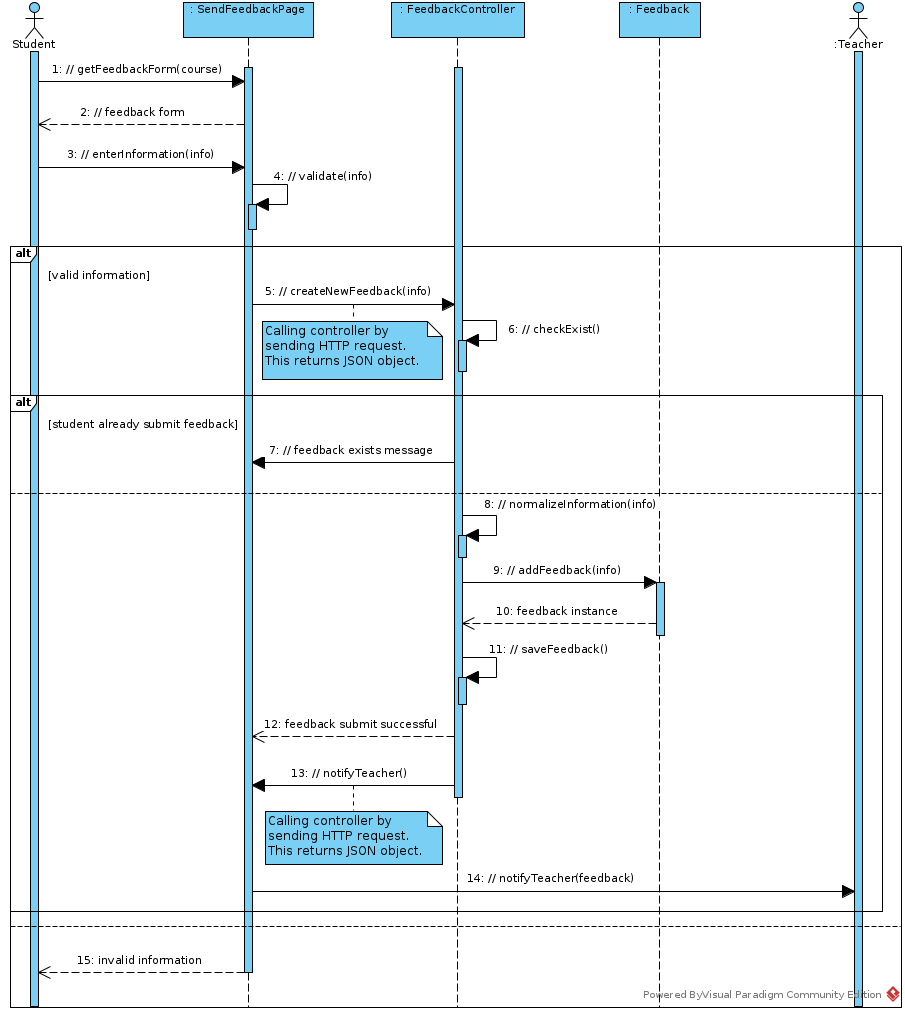 : SendFeedbackPage
: FeedbackController
: Feedback
Student
:Teacher
1: // getFeedbackForm(course)
2: // feedback form
3: // enterInformation(info)
4: // validate(info)
alt
[valid information]
5: // createNewFeedback(info)
Calling controller by
sending HTTP request.
This returns JSON object.
6: // checkExist()
alt
[student already submit feedback]
7: // feedback exists message
8: // normalizeInformation(info)
9: // addFeedback(info)
10: feedback instance
11: // saveFeedback()
12: feedback submit successful
13: // notifyTeacher()
Calling controller by
sending HTTP request.
This returns JSON object.
14: // notifyTeacher(feedback)
15: invalid information
Powered ByVisual Paradigm Community Edition